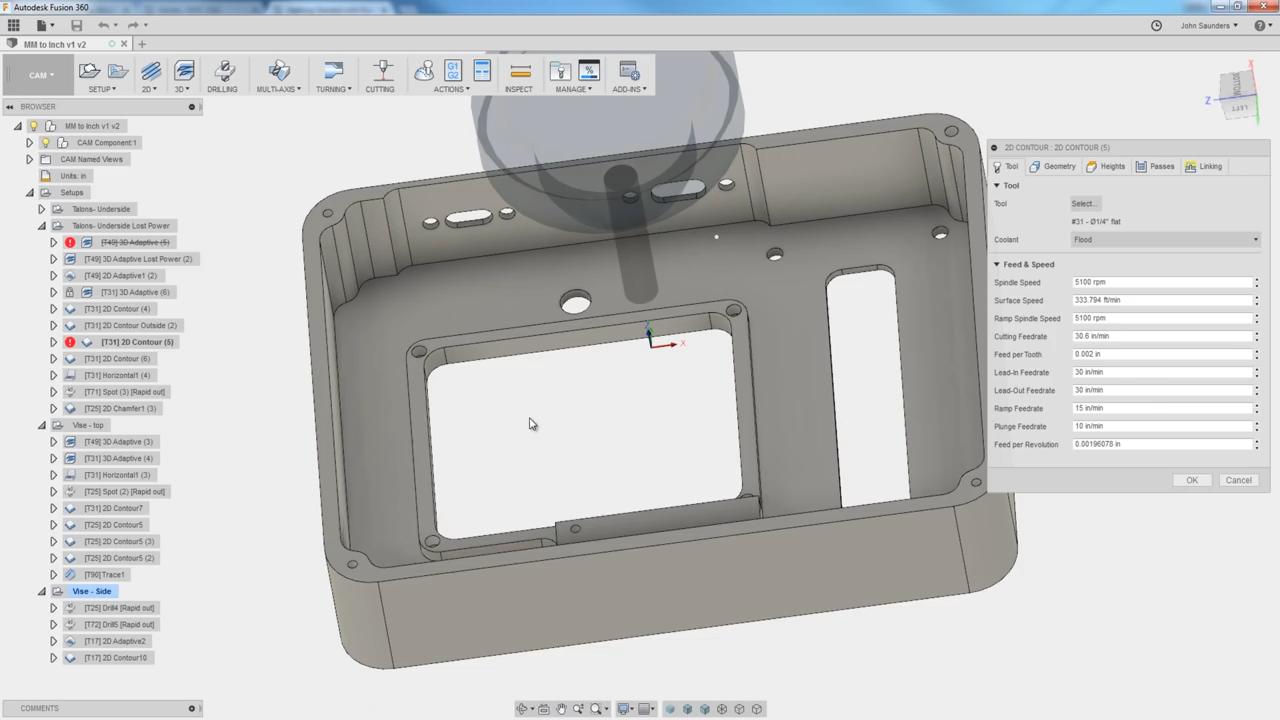 Autodesk Fusion 360
John Saunders
MM to Inch v1 v2
CAM
SETUP
2D
3D
DRILLING
MULTI-AXIS
TURNING
CUTTING
G1
G2
ACTIONS
INSPECT
MANAGE
ADD-INS
BROWSER
MM to Inch v1 v2
CAM Component:1
CAM Named Views
Units: in
Setups
Talons- Underside
Talons- Underside Lost Power
[T49] 3D Adaptive (5)
[T49] 3D Adaptive Lost Power (2)
[T49] 2D Adaptive1 (2)
[T31] 3D Adaptive (6)
[T31] 2D Contour (4)
[T31] 2D Contour Outside (2)
[T31] 2D Contour (5)
[T31] 2D Contour (6)
[T31] Horizontal1 (4)
[T71] Spot (3) [Rapid out]
[T25] 2D Chamfer1 (3)
Vise - top
[T49] 3D Adaptive (3)
[T31] 3D Adaptive (4)
[T31] Horizontal1 (3)
[T25] Spot (2) [Rapid out]
[T31] 2D Contour7
[T25] 2D Contour5
[T25] 2D Contour5 (3)
[T25] 2D Contour5 (2)
[T90] Trace1
Vise - Side
[T25] Drill4 [Rapid out]
[T72] Drill5 [Rapid out]
[T17] 2D Adaptive2
[T17] 2D Contour10
COMMENTS
Z
X
X
Z
BOTTOM
LEFT
2D CONTOUR : 2D CONTOUR (5)
Tool Geometry Heights Passes Linking
Tool
Tool Select...
#31 - Ø1/4" flat
Coolant Flood
Feed & Speed
Spindle Speed 5100 rpm
Surface Speed 333.794 ft/min
Ramp Spindle Speed 5100 rpm
Cutting Feedrate 30.6 in/min
Feed per Tooth 0.002 in
Lead-In Feedrate 30 in/min
Lead-Out Feedrate 30 in/min
Ramp Feedrate 15 in/min
Plunge Feedrate 10 in/min
Feed per Revolution 0.00196078 in
OK Cancel